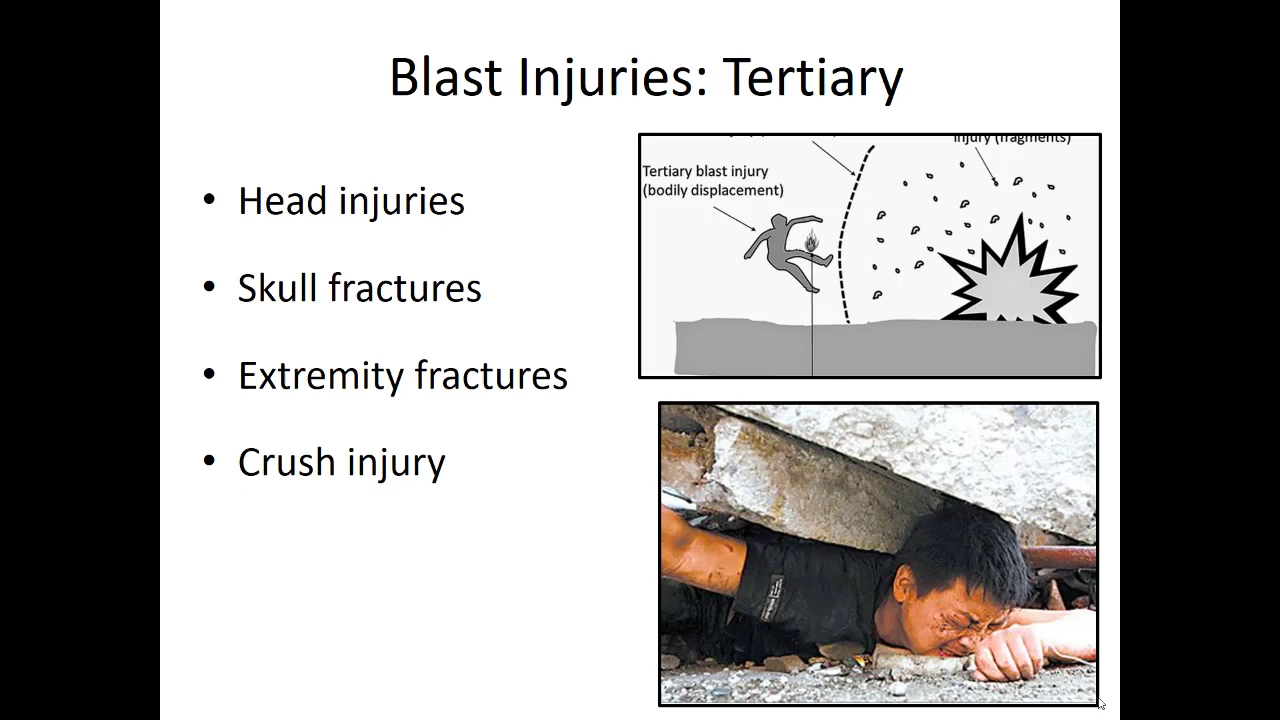 Blast Injuries: Tertiary
• Head injuries
• Skull fractures
• Extremity fractures
• Crush injury
injury (fragments)
Tertiary blast injury
(bodily displacement)